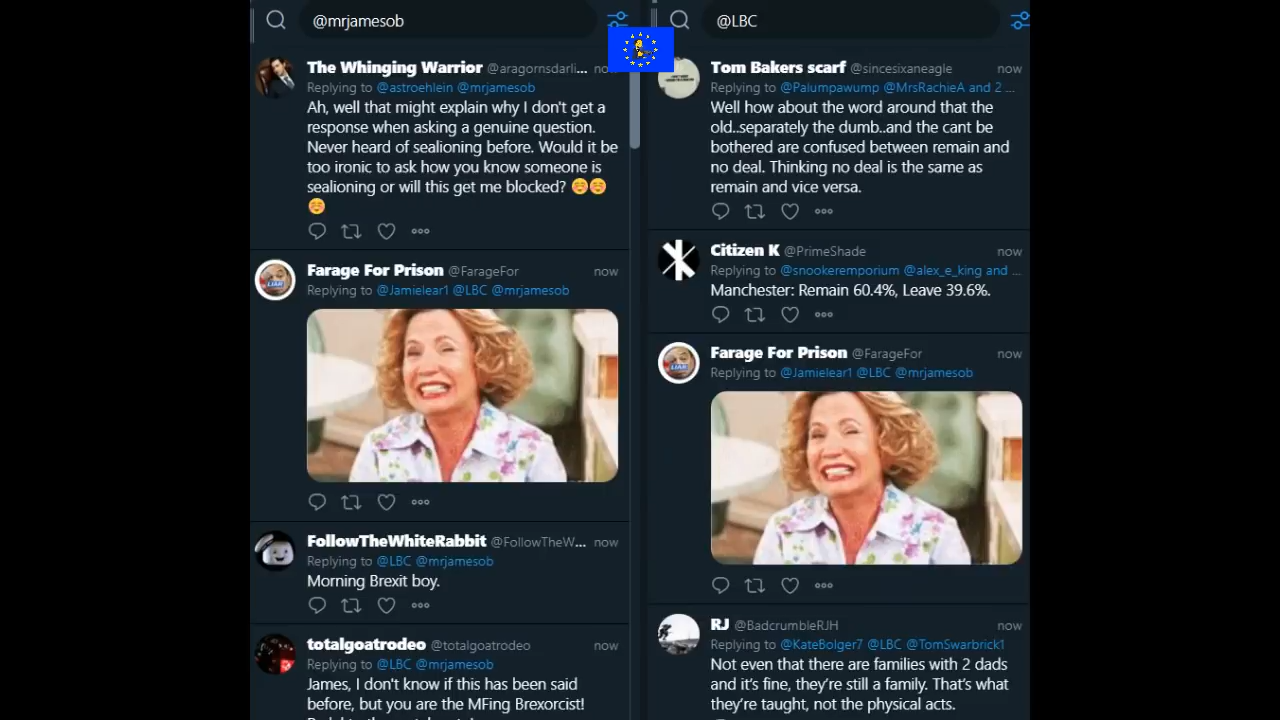 @mrjamesob
The Whinging Warrior @aragornsdarli... now
Replying to @astroehlein @mrjamesob
Ah, well that might explain why I don't get a
response when asking a genuine question.
Never heard of sealioning before. Would it be
too ironic to ask how you know someone is
sealioning or will this get me blocked? ☺️☺️
☺️
Farage For Prison @FarageFor now
Replying to @Jamielear1 @LBC @mrjamesob
FollowTheWhiteRabbit @FollowTheW... now
Replying to @LBC @mrjamesob
Morning Brexit boy.
totalgoatrodeo @totalgoatrodeo now
Replying to @LBC @mrjamesob
James, I don't know if this has been said
before, but you are the MFing Brexorcist!
@LBC
Tom Bakers scarf @sincesixaneagle now
Replying to @Palumpawump @MrsRachieA and 2 ...
Well how about the word around that the
old..separately the dumb..and the cant be
bothered are confused between remain and
no deal. Thinking no deal is the same as
remain and vice versa.
Citizen K @PrimeShade now
Replying to @snookeremporium @alex_e_king and ...
Manchester: Remain 60.4%, Leave 39.6%.
Farage For Prison @FarageFor now
Replying to @Jamielear1 @LBC @mrjamesob
RJ @BadcrumbleRJH now
Replying to @KateBolger7 @LBC @TomSwarbrick1
Not even that there are families with 2 dads
and it's fine, they're still a family. That's what
they're taught, not the physical acts.